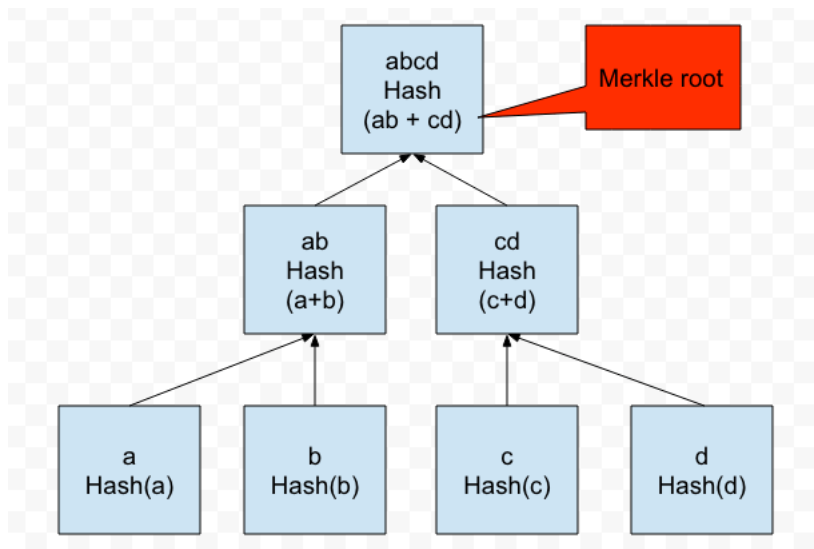 abcd
Hash
(ab + cd)
Merkle root
ab
Hash
(a+b)
cd
Hash
(c+d)
a
Hash(a)
b
Hash(b)
c
Hash(c)
d
Hash(d)